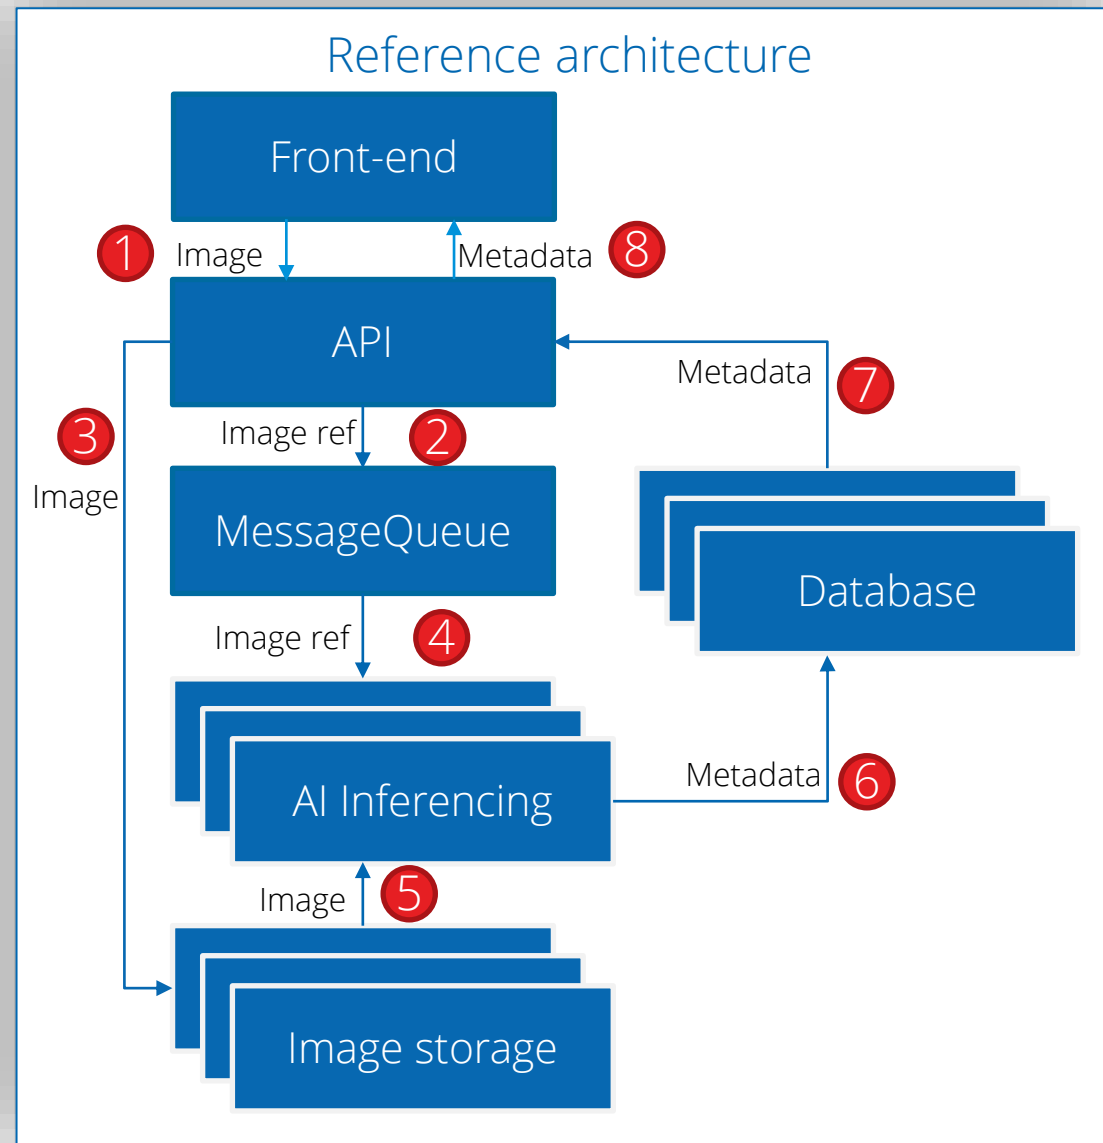 Reference architecture
Front-end
1 Image
Metadata 8
API
Metadata 7
3
Image ref 2
Image
MessageQueue
Database
Image ref 4
Metadata 6
AI Inferencing
Image 5
Image storage